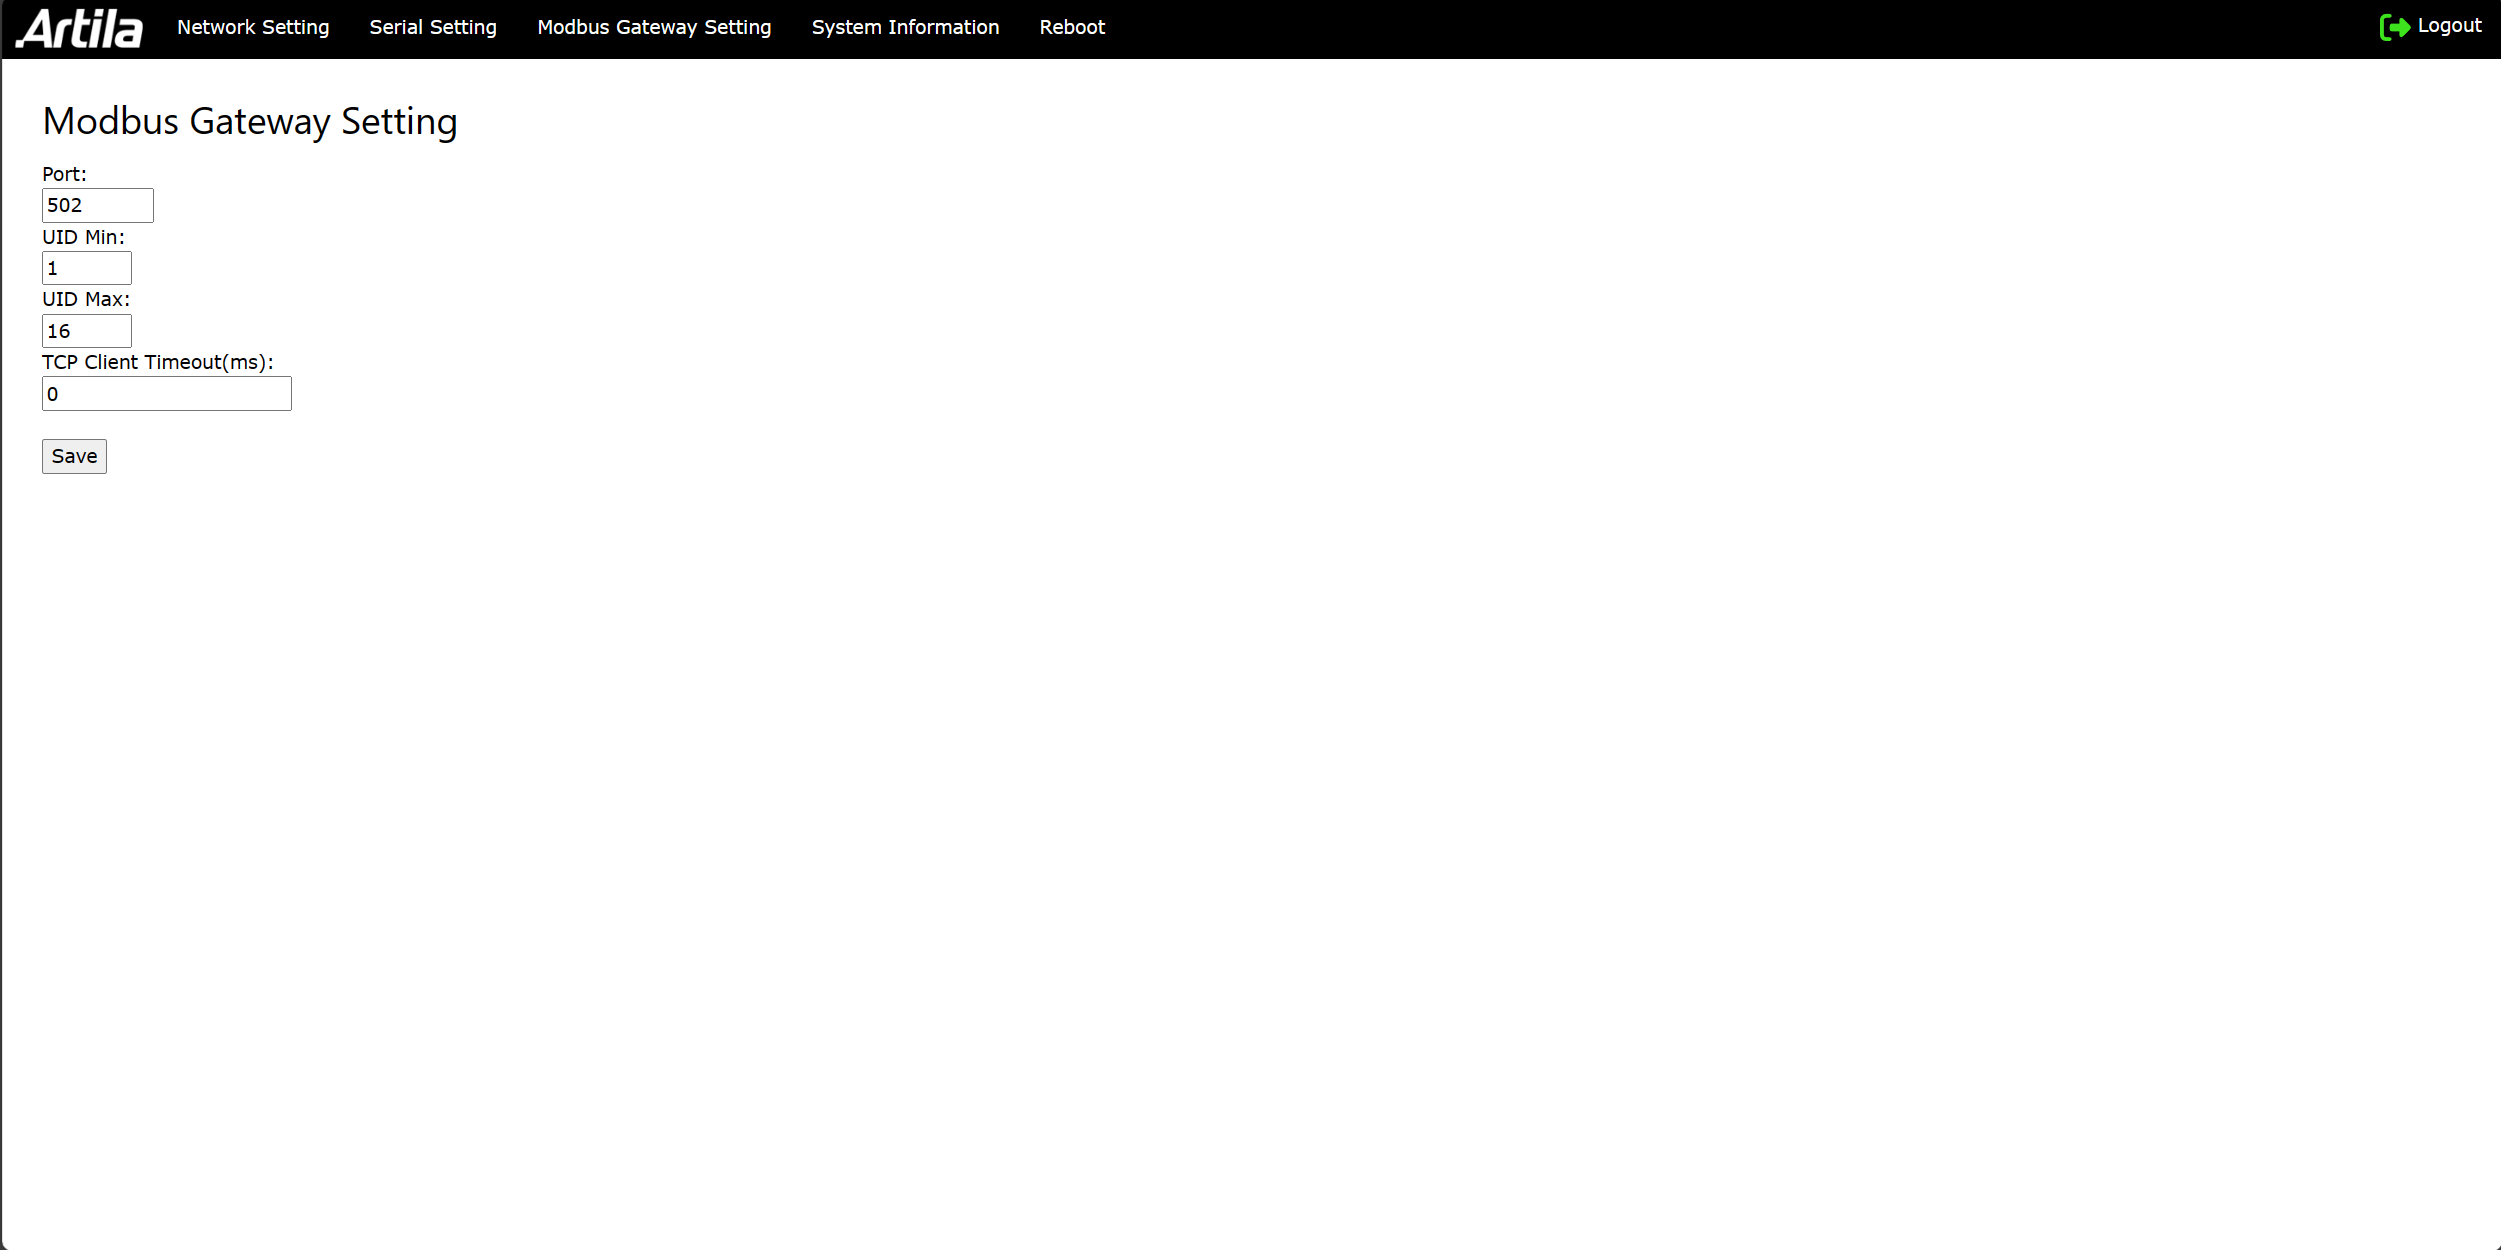 Artila Network Setting Serial Setting Modbus Gateway Setting System Information Reboot Logout
Modbus Gateway Setting
Port:
502
UID Min:
1
UID Max:
16
TCP Client Timeout(ms):
0
Save